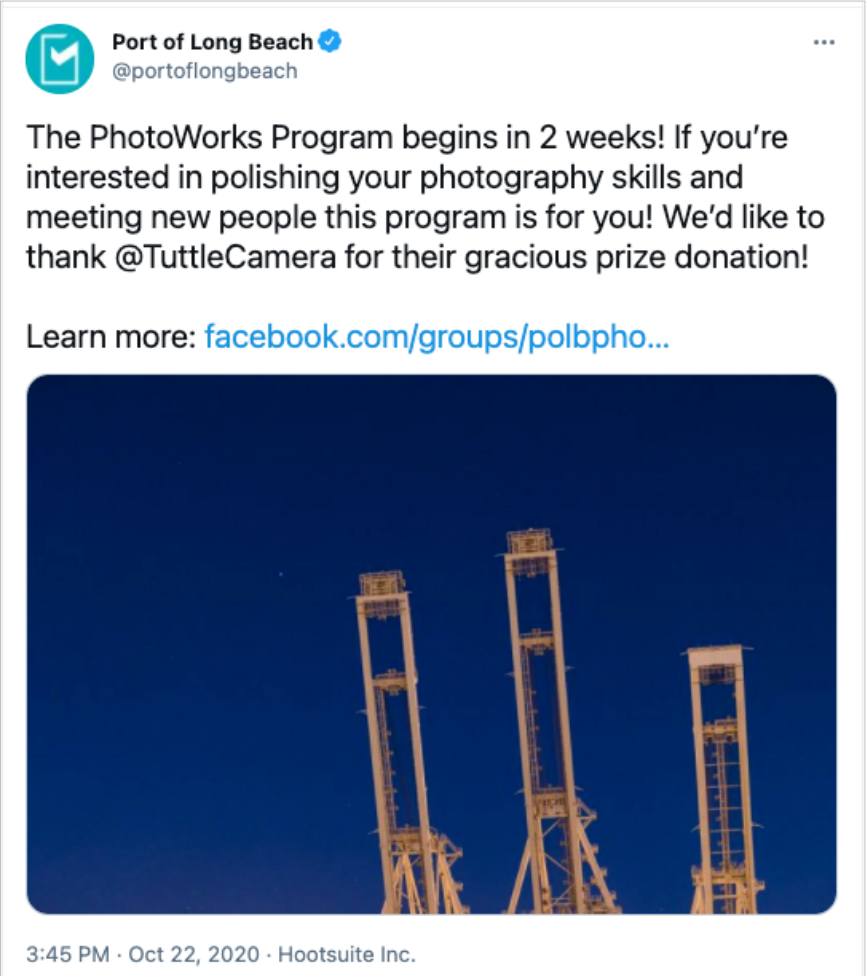 Port of Long Beach
@portoflongbeach
The PhotoWorks Program begins in 2 weeks! If you’re
interested in polishing your photography skills and
meeting new people this program is for you! We’d like to
thank @TuttleCamera for their gracious prize donation!
Learn more: facebook.com/groups/polbpho...
3:45 PM · Oct 22, 2020 · Hootsuite Inc.